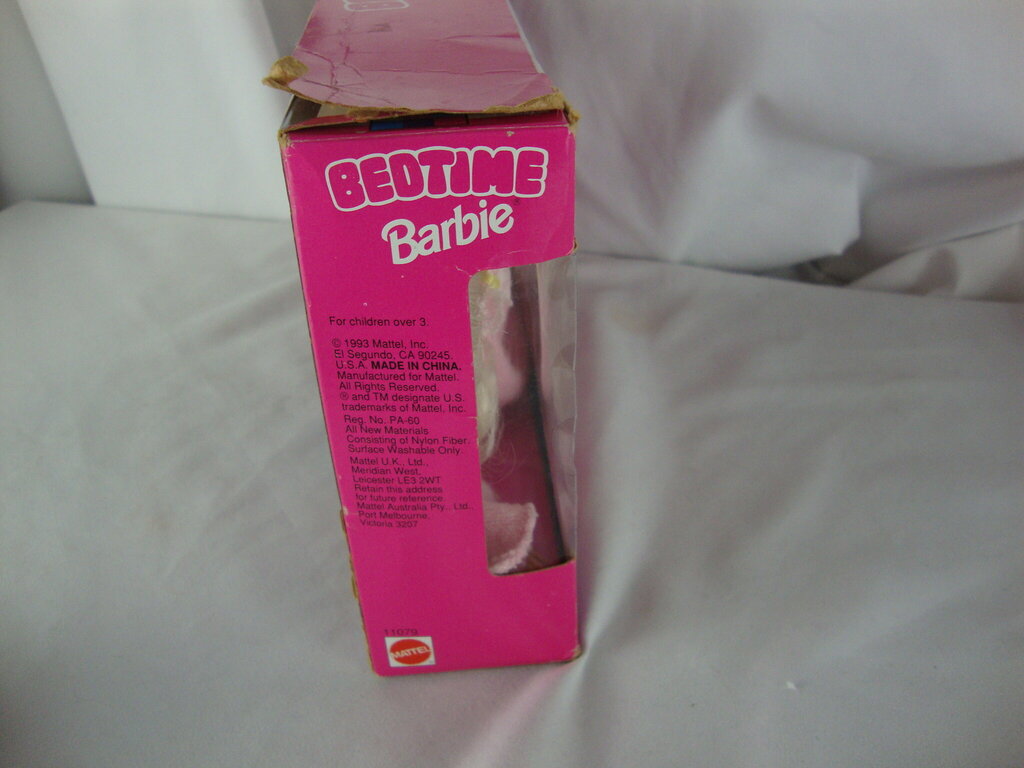 BEDTIME
Barbie
For children over 3.
© 1993 Mattel, Inc.
El Segundo, CA 90245.
U.S.A. MADE IN CHINA.
Manufactured for Mattel.
All Rights Reserved.
® and TM designate U.S.
trademarks of Mattel, Inc.
Reg. No. PA-60
All New Materials
Consisting of Nylon Fiber.
Surface Washable Only.
Mattel U.K., Ltd.,
Meridian West,
Leicester LE3 2WT
Retain this address
for future reference.
Mattel Australia Pty., Ltd.,
Port Melbourne,
Victoria 3207
11079
MATTEL